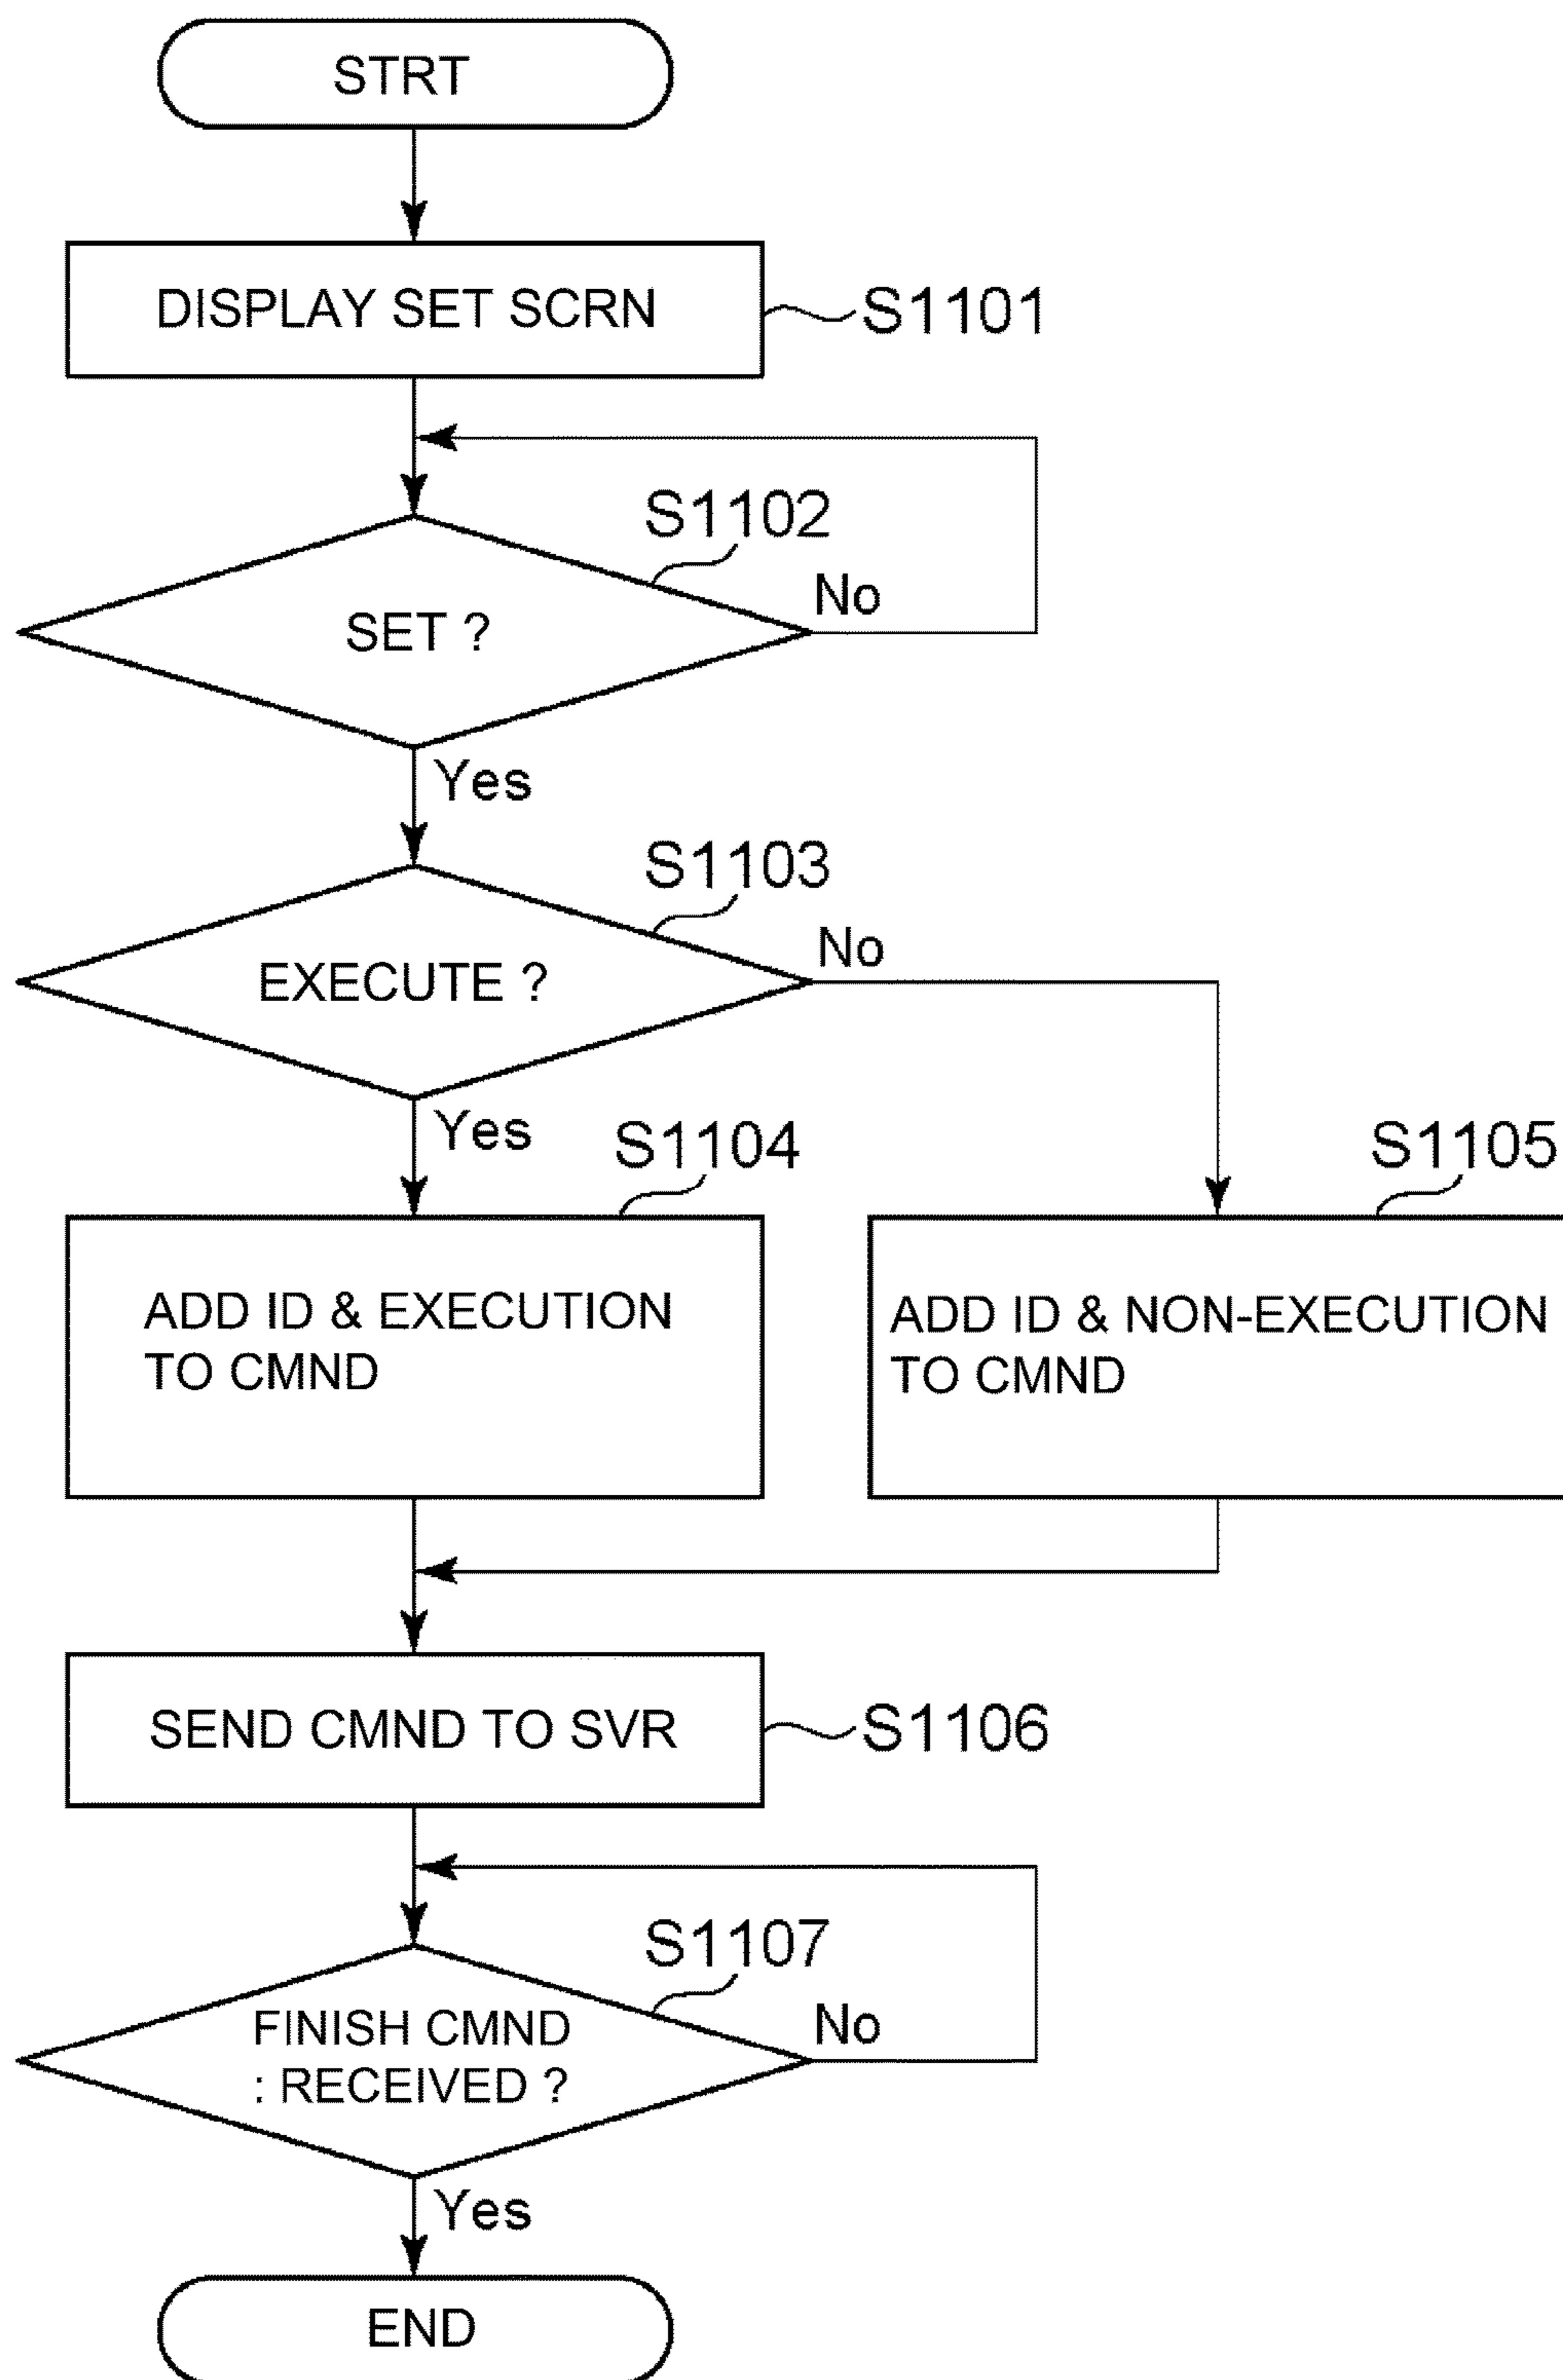 STRT
DISPLAY SET SCRN
S1101
S1102
SET ?
No
Yes
S1103
EXECUTE ?
No
Yes
S1104
S1105
ADD ID & EXECUTION
TO CMND
ADD ID & NON-EXECUTION
TO CMND
SEND CMND TO SVR
S1106
S1107
FINISH CMND
: RECEIVED ?
No
Yes
END